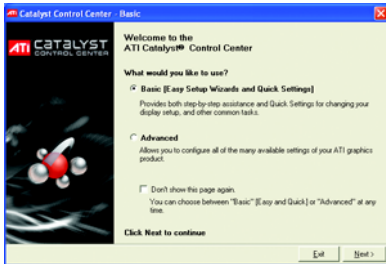 Catalyst Control Center - Basic
ATI CATALYST
CONTROL CENTER
Welcome to the
ATI Catalyst® Control Center
What would you like to use?
Basic [Easy Setup Wizards and Quick Settings]
Provides both step-by-step assistance and Quick Settings for changing your
display setup, and other common tasks.
Advanced
Allows you to configure all of the many available settings of your ATI graphics
product.
Don't show this page again.
You can choose between "Basic" [Easy and Quick] or "Advanced" at any
time.
Click Next to continue
Exit
Next >